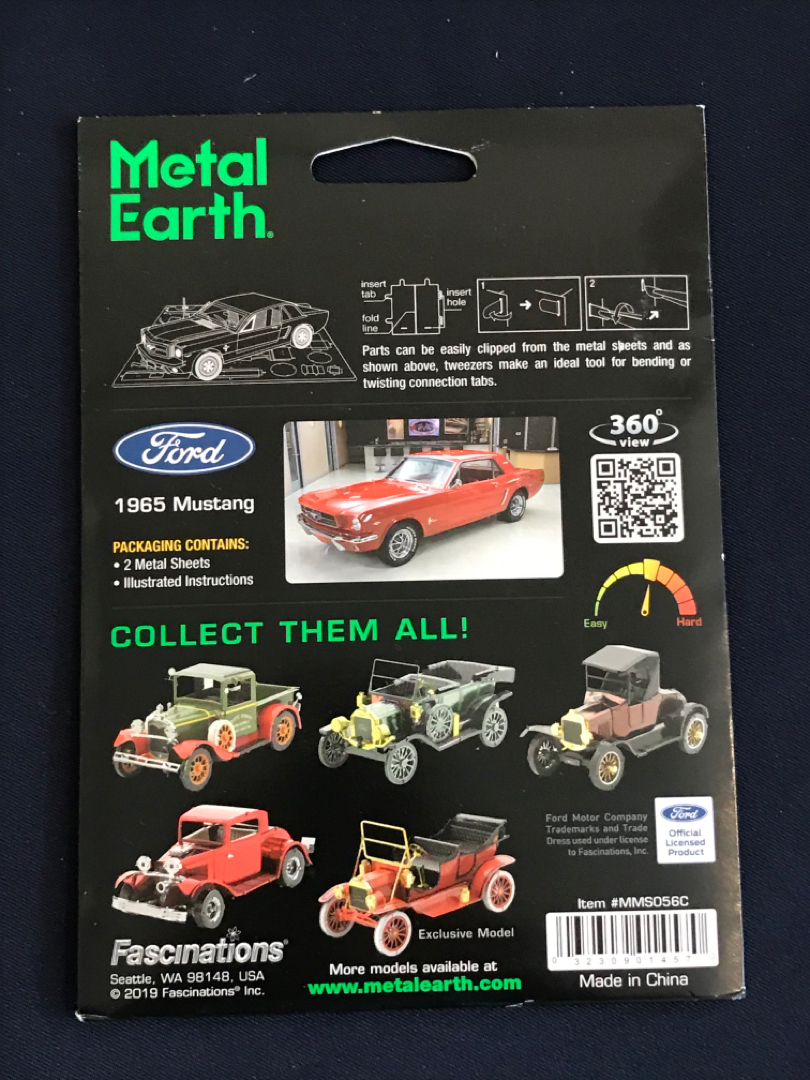 Metal
Earth®
insert
tab
insert
hole
fold
line
1
2
Parts can be easily clipped from the metal sheets and as
shown above, tweezers make an ideal tool for bending or
twisting connection tabs.
Ford
1965 Mustang
PACKAGING CONTAINS:
• 2 Metal Sheets
• Illustrated Instructions
360°
view
Easy
Hard
COLLECT THEM ALL!
Ford Motor Company
Trademarks and Trade
Dress used under license
to Fascinations, Inc.
Ford
Official
Licensed
Product
Exclusive Model
Item #MMS056C
0 32309 01457
Made in China
Fascinations®
Seattle, WA 98148, USA
© 2019 Fascinations® Inc.
More models available at
www.metalearth.com